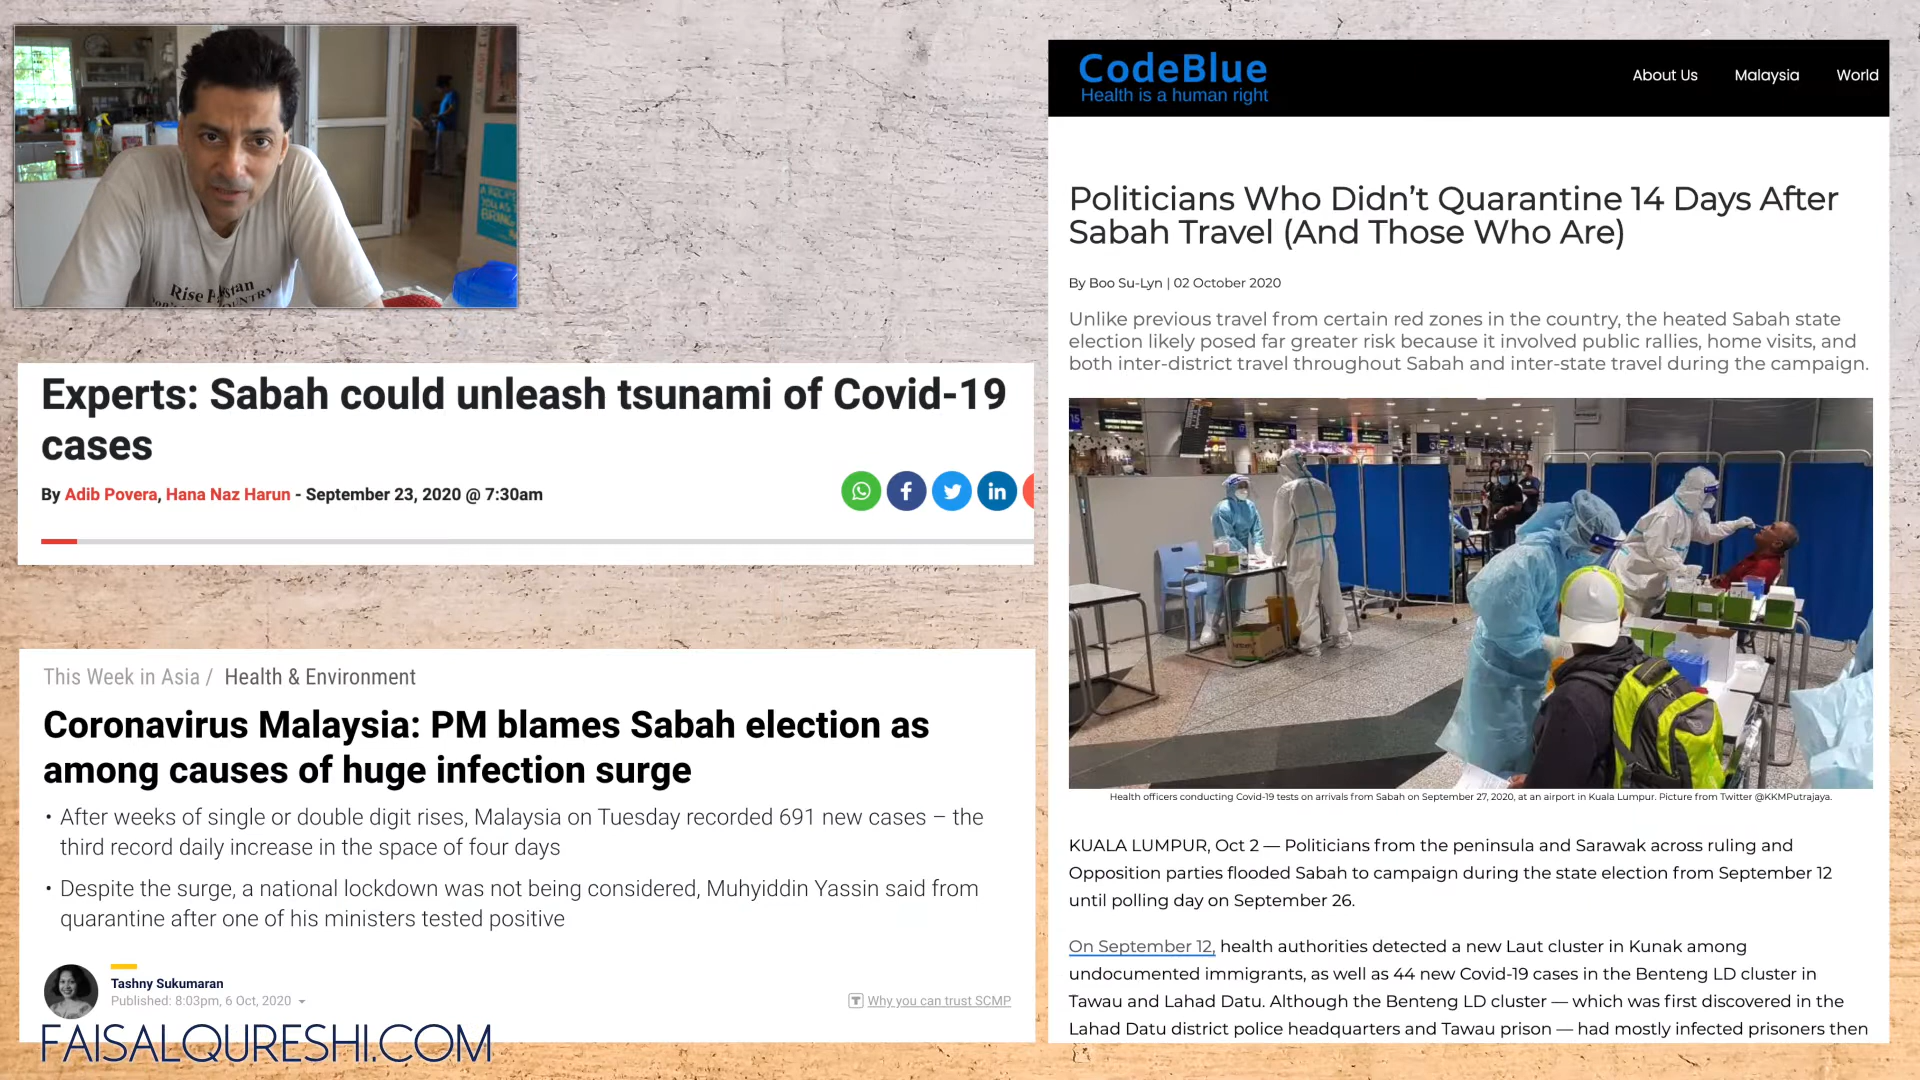 Rise Pakistan
COUNTRY
Experts: Sabah could unleash tsunami of Covid-19
cases
By Adib Povera, Hana Naz Harun - September 23, 2020 @ 7:30am
This Week in Asia / Health & Environment
Coronavirus Malaysia: PM blames Sabah election as
among causes of huge infection surge
• After weeks of single or double digit rises, Malaysia on Tuesday recorded 691 new cases – the
third record daily increase in the space of four days
• Despite the surge, a national lockdown was not being considered, Muhyiddin Yassin said from
quarantine after one of his ministers tested positive
Tashny Sukumaran
Published: 8:03pm, 6 Oct, 2020
Why you can trust SCMP
FAISALQURESHI.COM
CodeBlue
Health is a human right
About Us Malaysia World
Politicians Who Didn’t Quarantine 14 Days After
Sabah Travel (And Those Who Are)
By Boo Su-Lyn | 02 October 2020
Unlike previous travel from certain red zones in the country, the heated Sabah state
election likely posed far greater risk because it involved public rallies, home visits, and
both inter-district travel throughout Sabah and inter-state travel during the campaign.
Health officers conducting Covid-19 tests on arrivals from Sabah on September 27, 2020, at an airport in Kuala Lumpur. Picture from Twitter @KKMPutrajaya.
KUALA LUMPUR, Oct 2 — Politicians from the peninsula and Sarawak across ruling and
Opposition parties flooded Sabah to campaign during the state election from September 12
until polling day on September 26.
On September 12, health authorities detected a new Laut cluster in Kunak among
undocumented immigrants, as well as 44 new Covid-19 cases in the Benteng LD cluster in
Tawau and Lahad Datu. Although the Benteng LD cluster — which was first discovered in the
Lahad Datu district police headquarters and Tawau prison — had mostly infected prisoners then